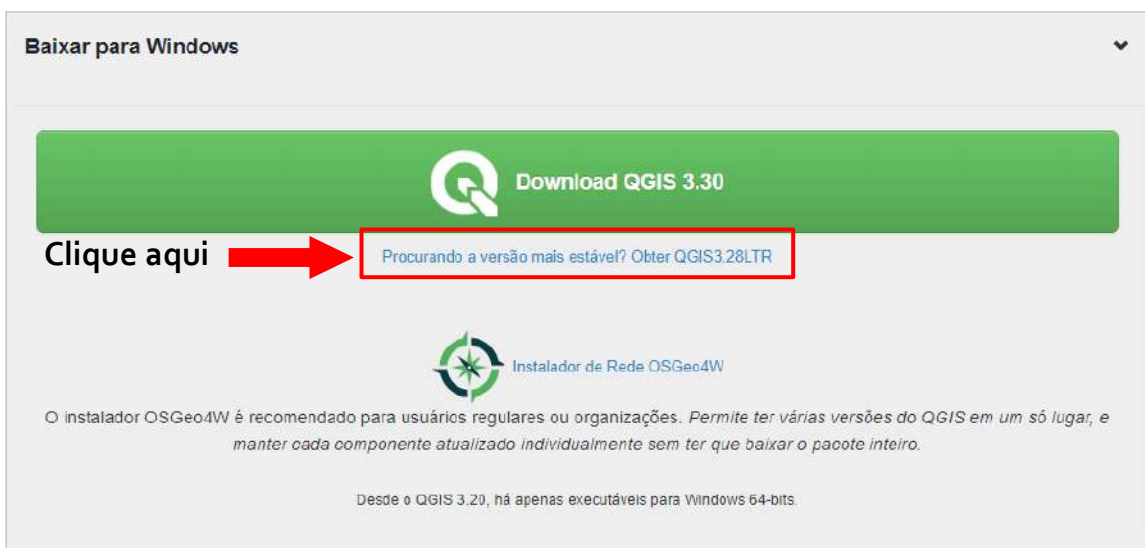 Baixar para Windows
Download QGIS 3.30
Clique aqui
Procurando a versão mais estável? Obter QGIS3.28LTR
Instalador de Rede OSGeo4W
O instalador OSGeo4W é recomendado para usuários regulares ou organizações. Permite ter várias versões do QGIS em um só lugar, e
manter cada componente atualizado individualmente sem ter que baixar o pacote inteiro.
Desde o QGIS 3.20, há apenas executáveis para Windows 64-bits.